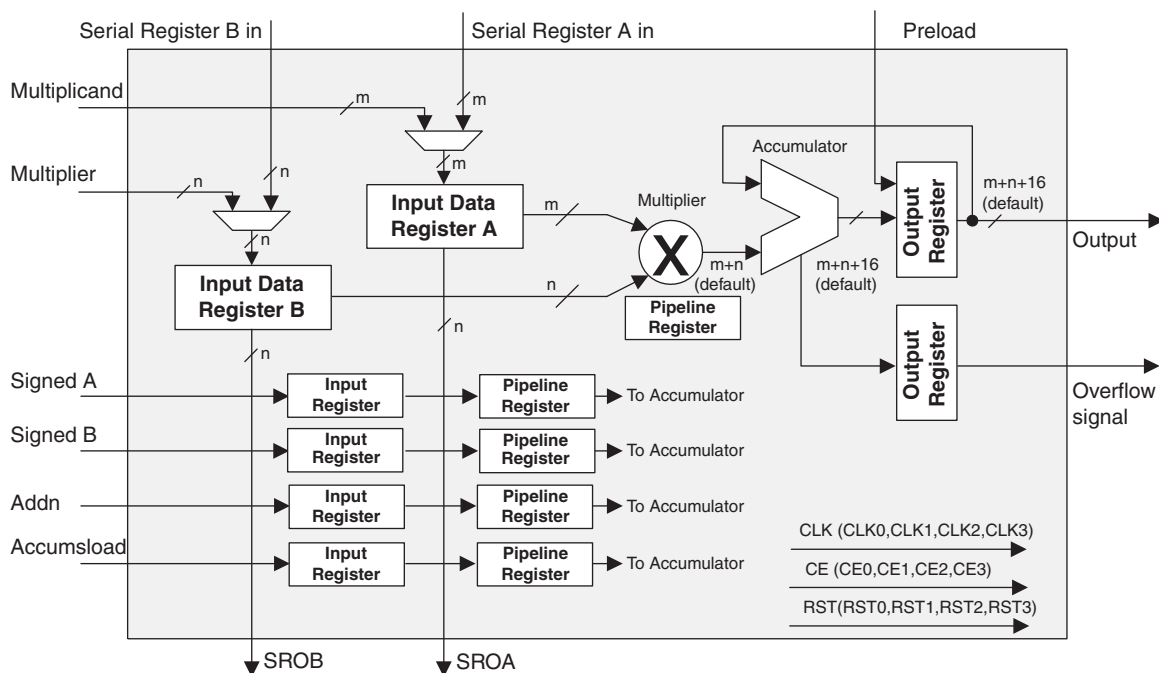 Serial Register B in
Serial Register A in
Preload
Multiplicand
m
m
Multiplier
n
n
m
n
Input Data
Register A
m
Input Data
Register B
n
n
n
Multiplier
X
Pipeline
Register
m+n
(default)
Accumulator
m+n+16
(default)
Output
Register
m+n+16
(default)
Output
Output
Register
Overflow
signal
Signed A
Input
Register
Pipeline
Register
To Accumulator
Signed B
Input
Register
Pipeline
Register
To Accumulator
Addn
Input
Register
Pipeline
Register
To Accumulator
Accumsload
Input
Register
Pipeline
Register
To Accumulator
CLK (CLK0,CLK1,CLK2,CLK3)
CE (CE0,CE1,CE2,CE3)
RST(RST0,RST1,RST2,RST3)
SROB
SROA